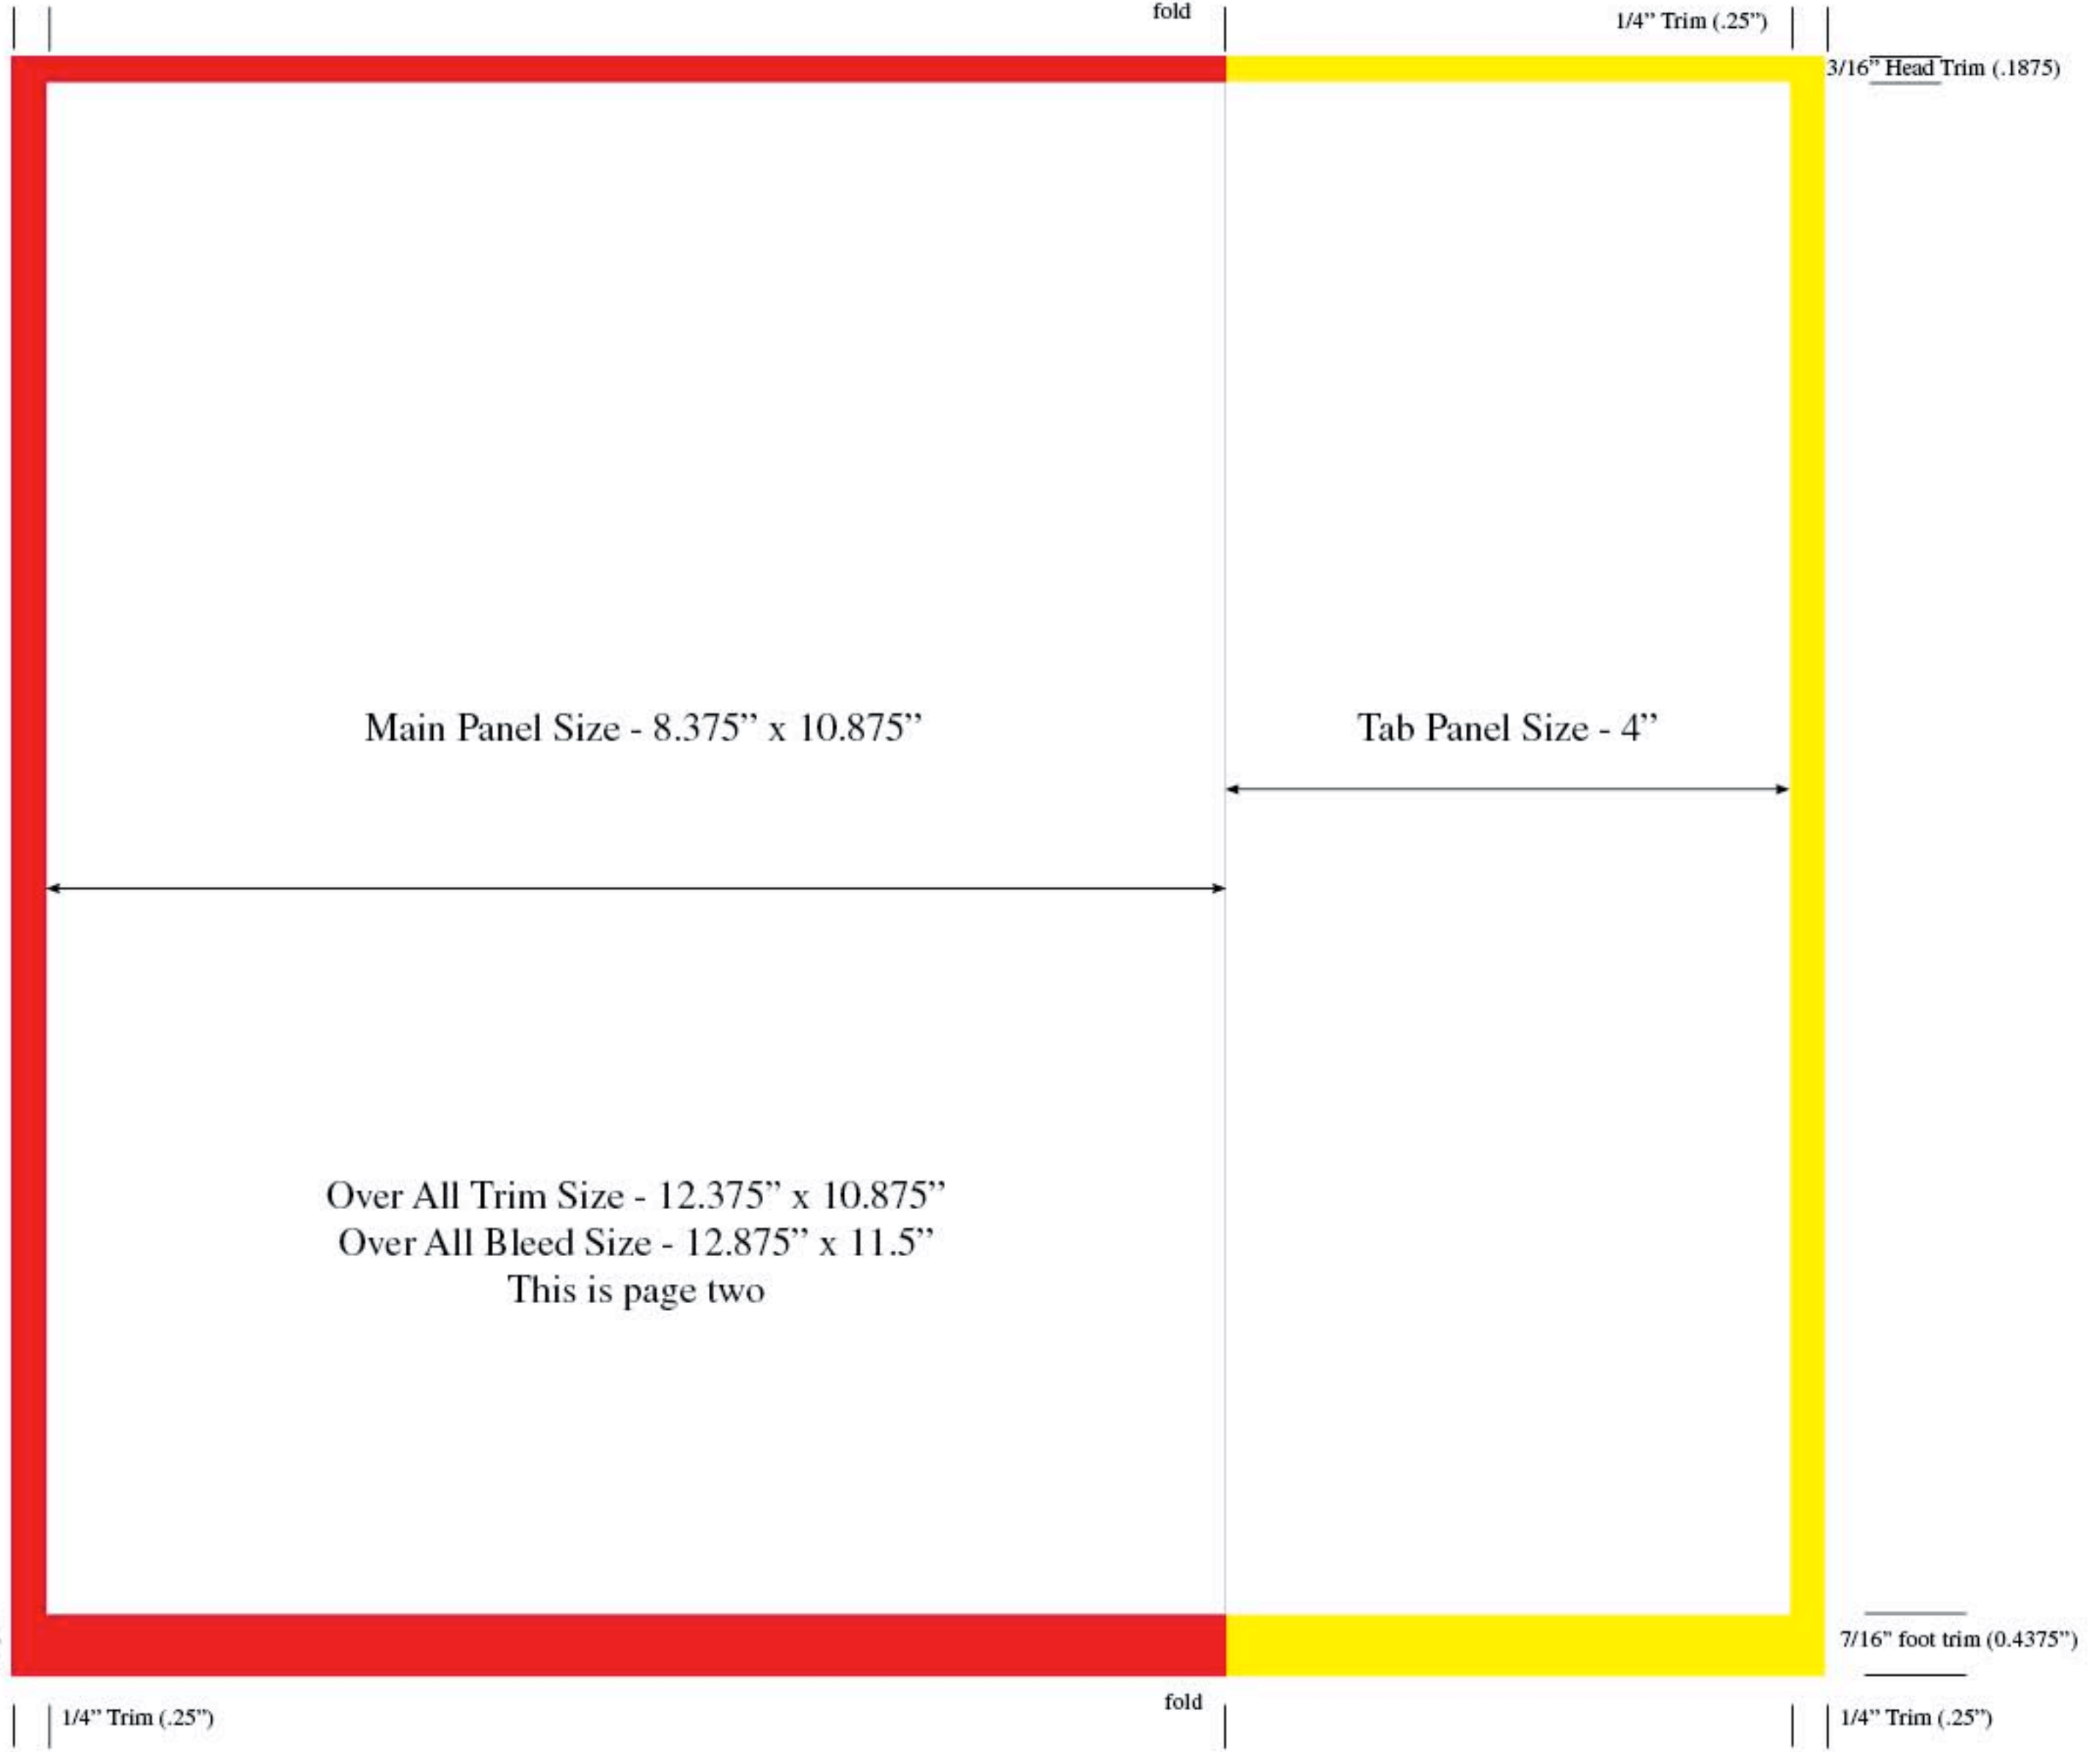 fold
1/4” Trim (.25”)
3/16” Head Trim (.1875)
Main Panel Size - 8.375” x 10.875”
Tab Panel Size - 4”
Over All Trim Size - 12.375” x 10.875”
Over All Bleed Size - 12.875” x 11.5”
This is page two
7/16” foot trim (0.4375”)
fold
1/4” Trim (.25”)
1/4” Trim (.25”)